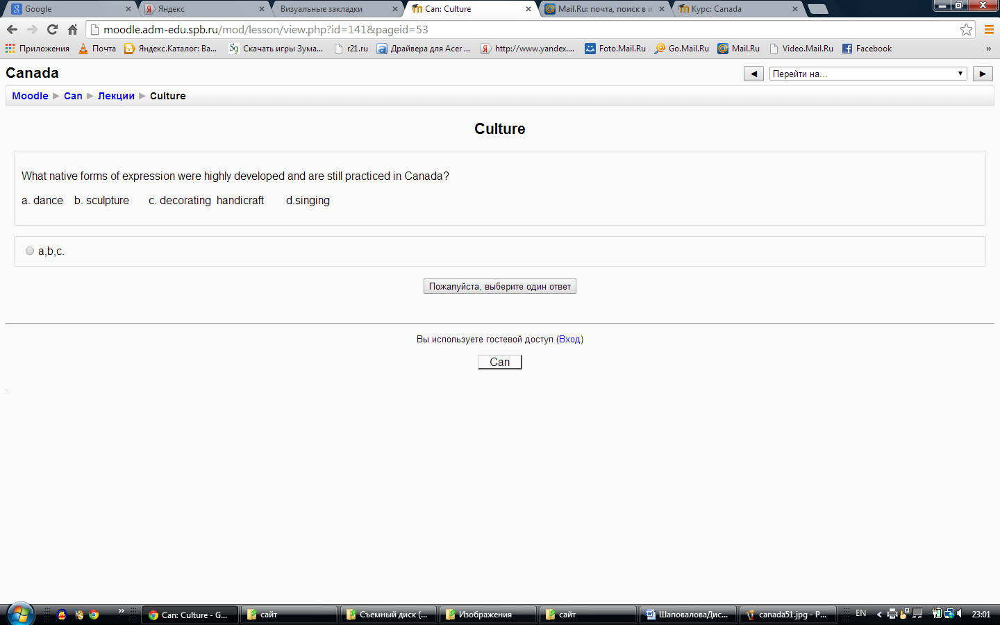 Google
Яндекс
Визуальные закладки
Can: Culture
Mail.Ru: почта, поиск в и
Курс: Canada
moodle.adm-edu.spb.ru/mod/lesson/view.php?id=141&pageid=53
Приложения
Почта
Яндекс.Каталог: Ва...
Скачать игры Зума...
r21.ru
Драйвера для Acer ...
http://www.yandex....
Foto.Mail.Ru
Go.Mail.Ru
Mail.Ru
Video.Mail.Ru
Facebook
»
Canada
Перейти на...
Moodle ► Can ► Лекции ► Culture
Culture
What native forms of expression were highly developed and are still practiced in Canada?
a. dance b. sculpture c. decorating handicraft d.singing
a,b,c.
Пожалуйста, выберите один ответ
Вы используете гостевой доступ (Вход)
Can
.
»
Can: Culture - G...
сайт
Съемный диск (...
Изображения
сайт
ШаповаловаДис...
canada51.jpg - P...
EN
23:01